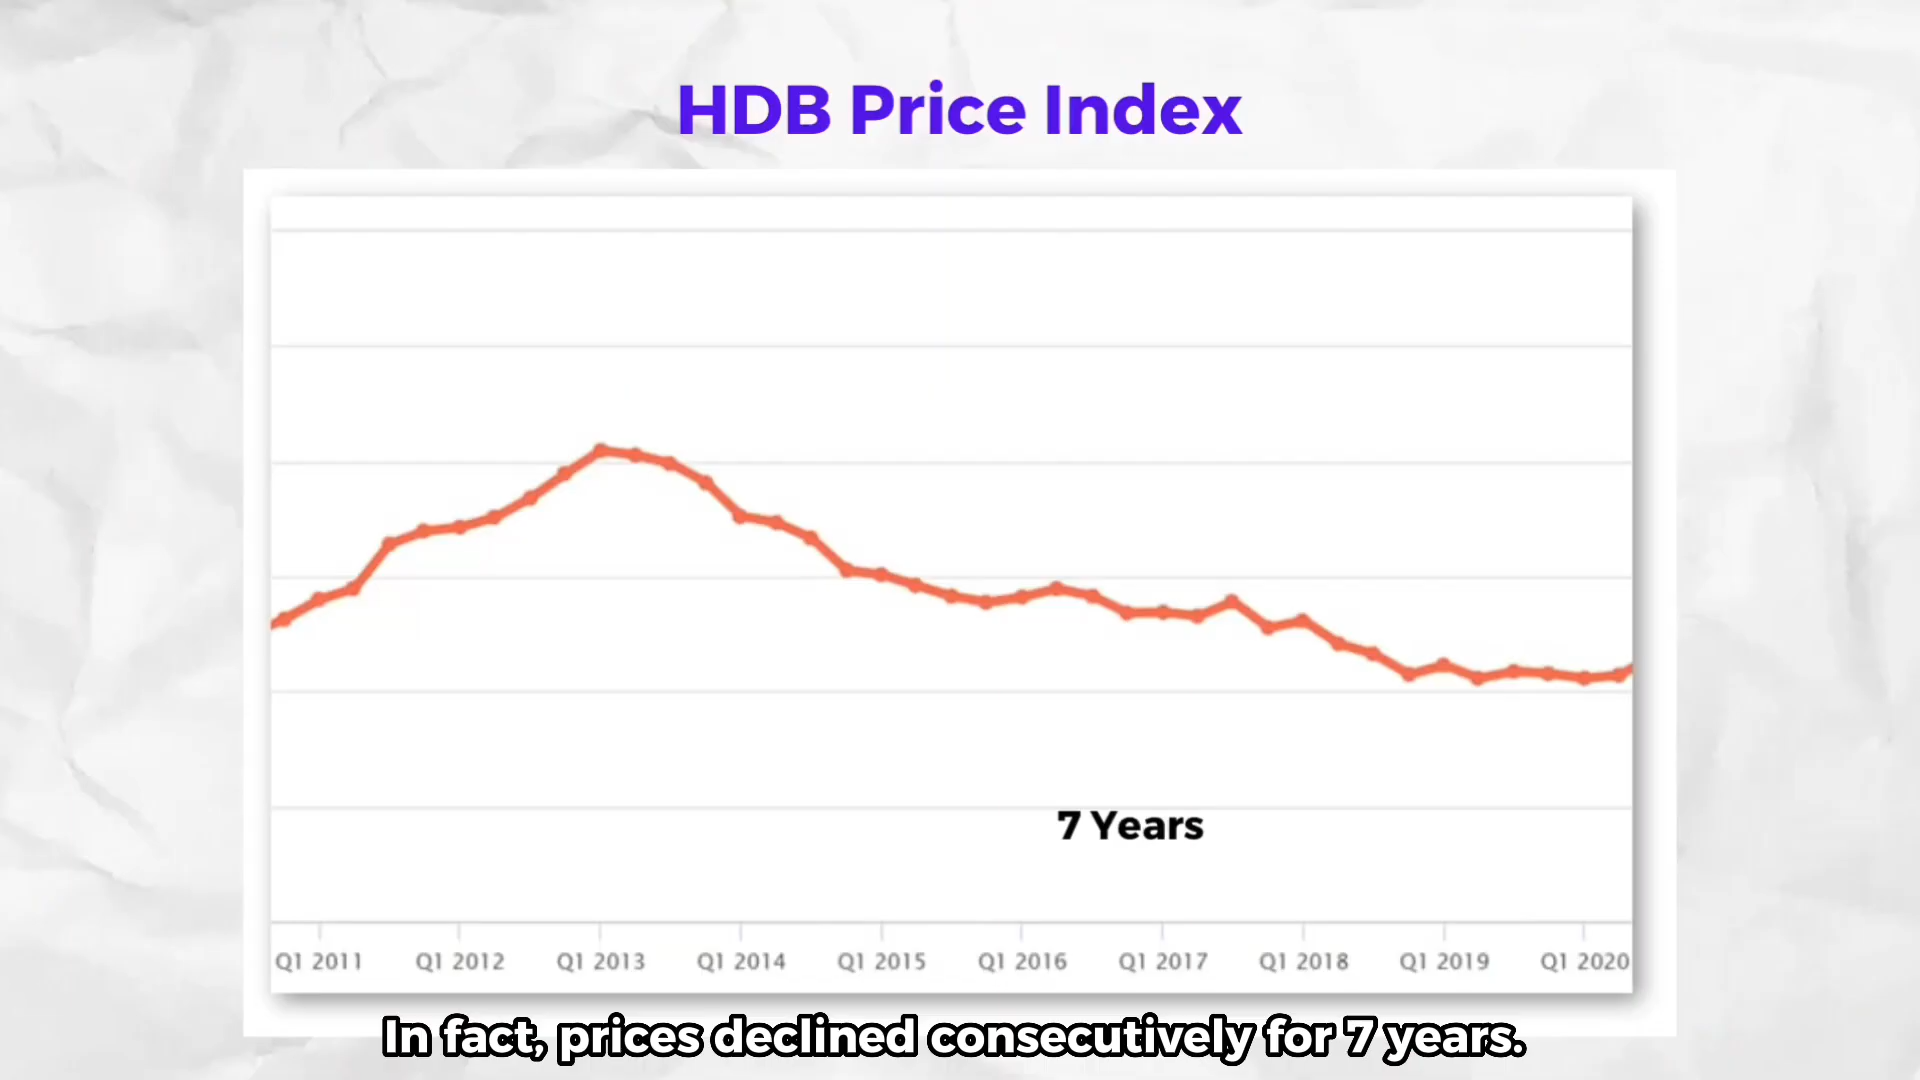 HDB Price Index
7 Years
Q1 2011 Q1 2012 Q1 2013 Q1 2014 Q1 2015 Q1 2016 Q1 2017 Q1 2018 Q1 2019 Q1 2020
In fact, prices declined consecutively for 7 years.